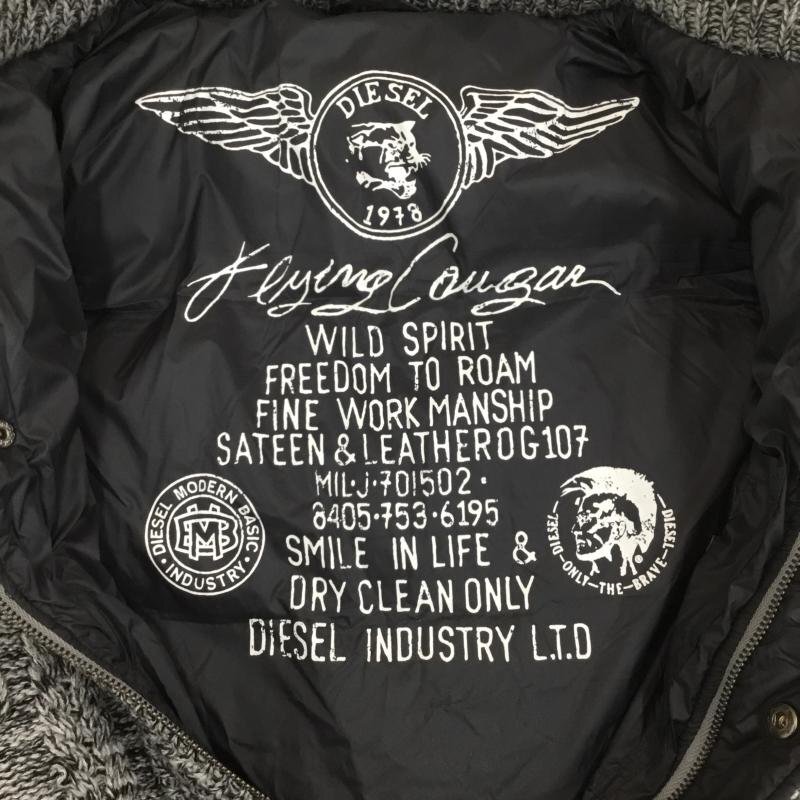 DIESEL
1978
Flying Cougar
WILD SPIRIT
FREEDOM TO ROAM
FINE WORK MANSHIP
SATEEN & LEATHER OG107
MIL·J·701502·
8405·753·6195
SMILE IN LIFE &
DRY CLEAN ONLY
DIESEL INDUSTRY L.T.D
DIESEL MODERN BASIC
·INDUSTRY·
DIESEL—ONLY—THE—BRAVE—DIESEL